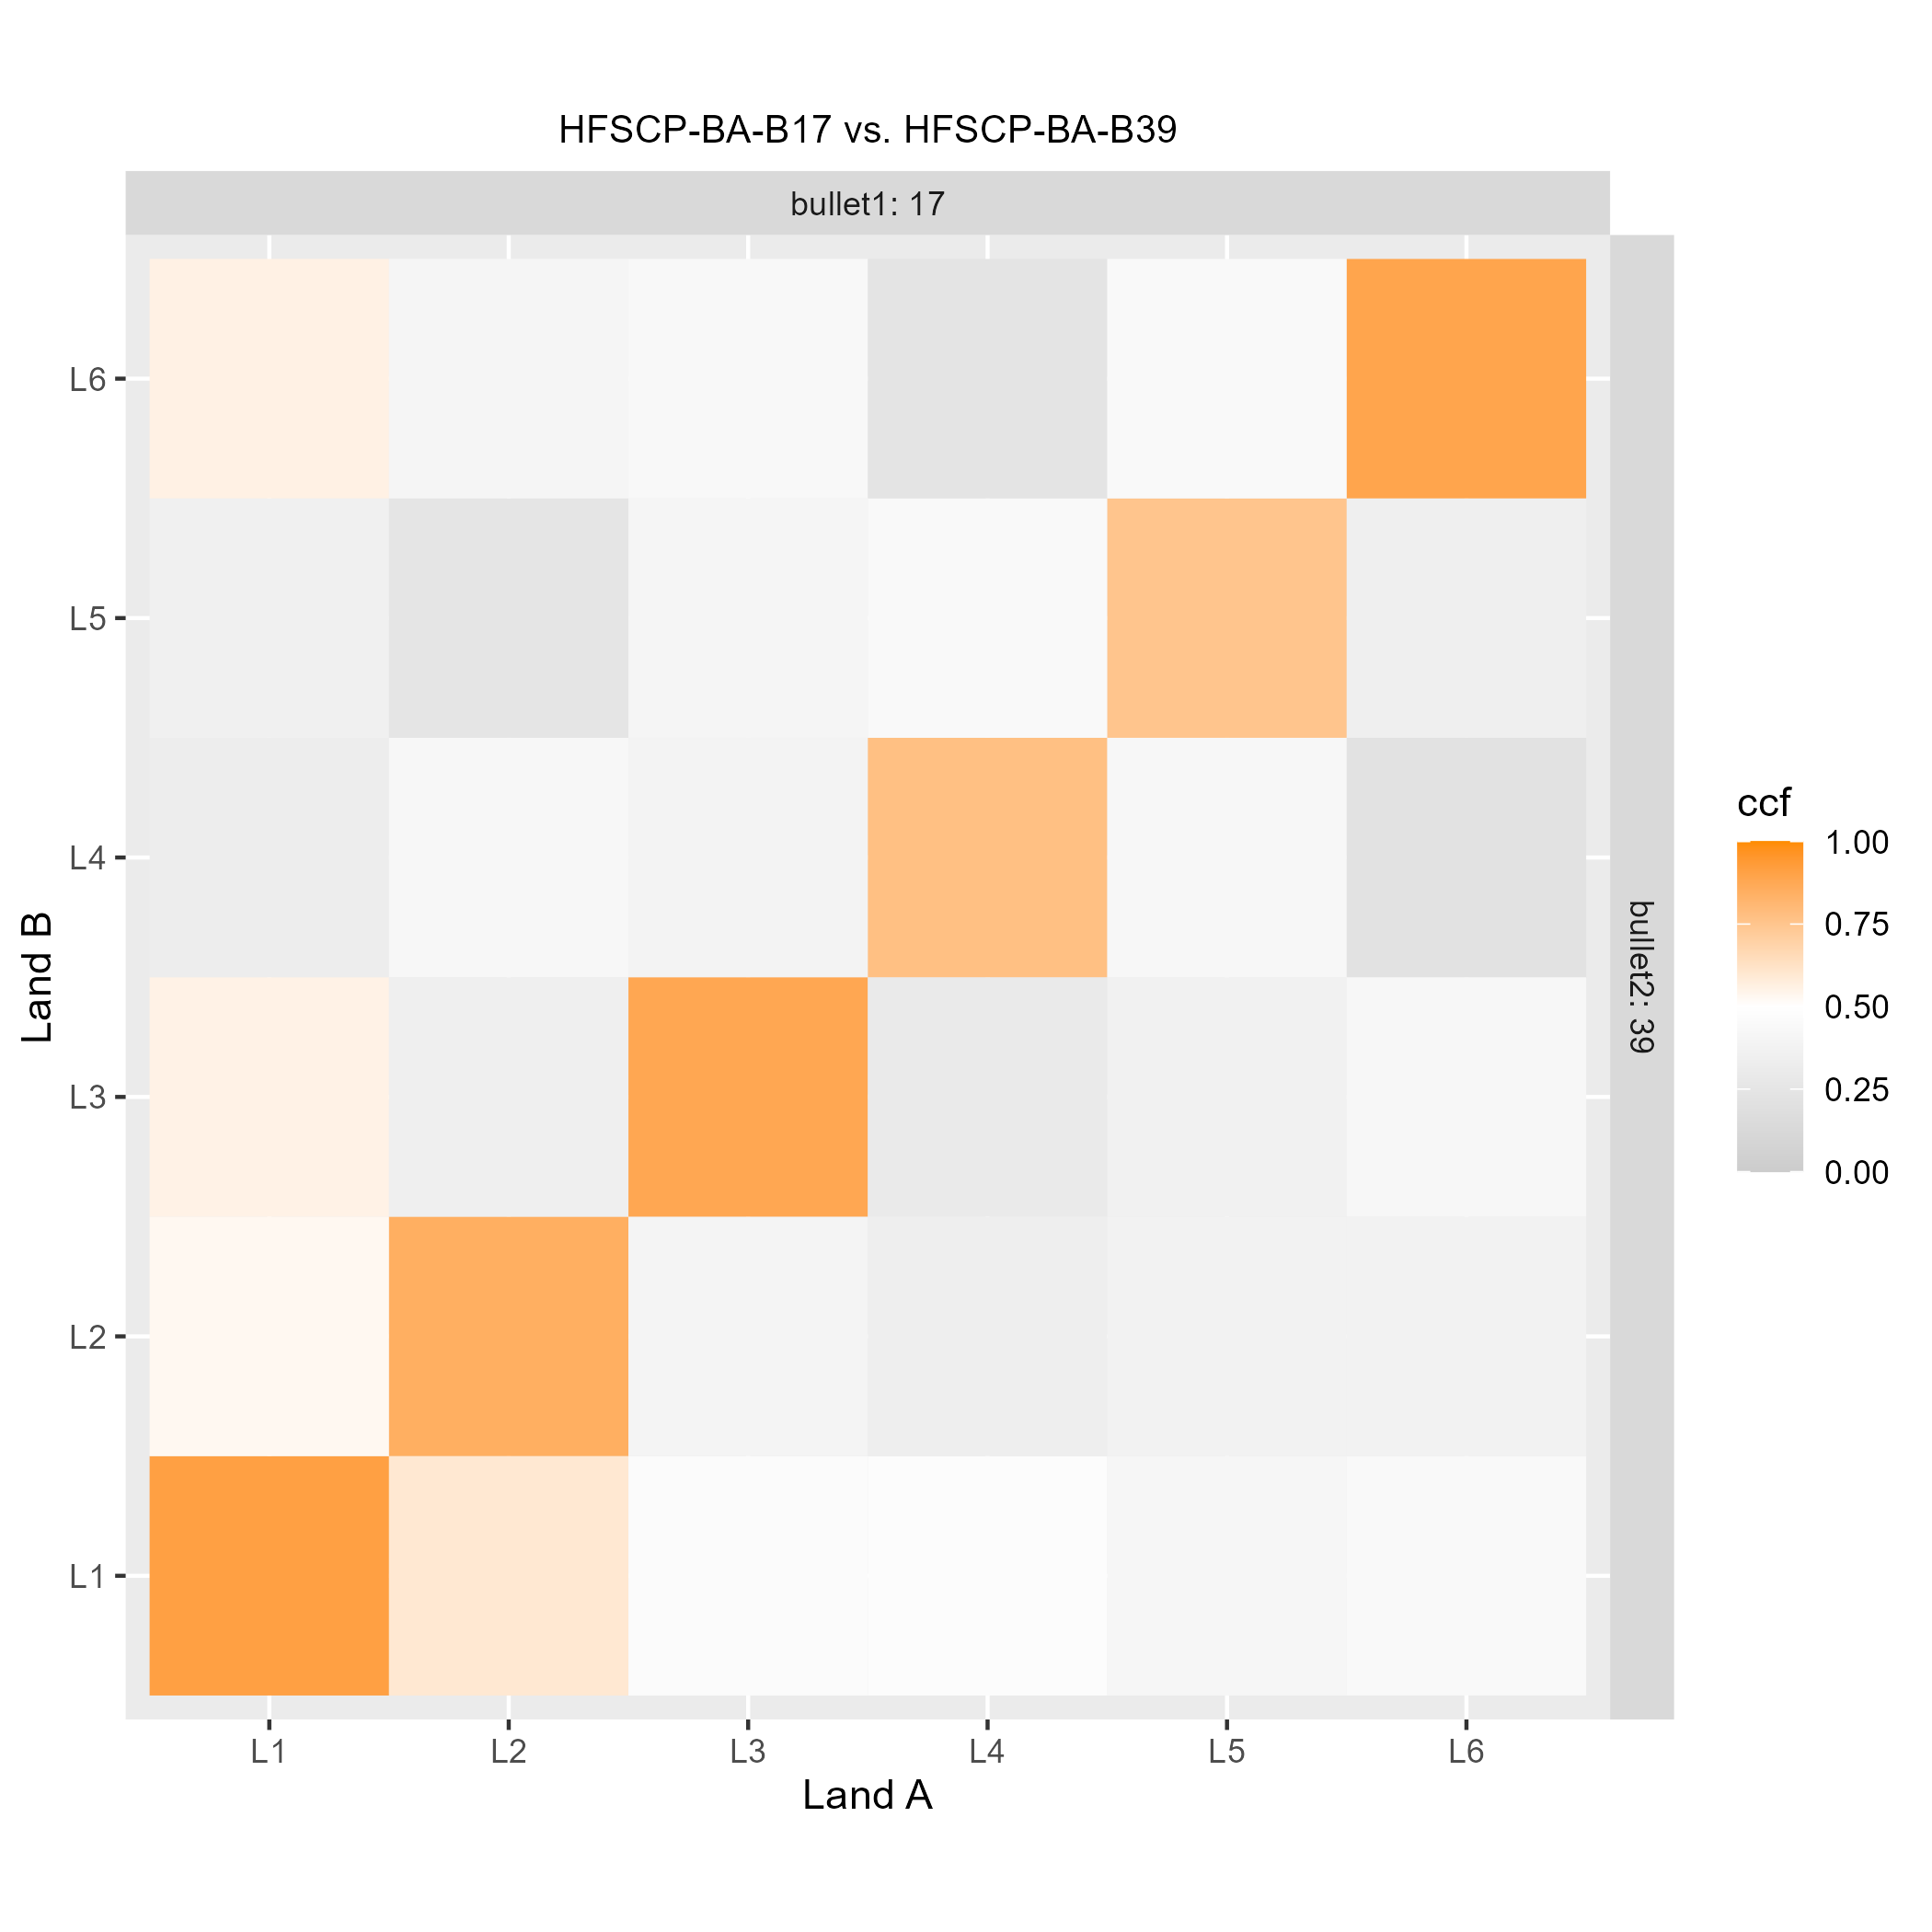 HFSCP-BA-B17 vs. HFSCP-BA-B39
bullet1: 17
L6
L5
L4
L3
L2
L1
Land B
bullet2: 39
L1 L2 L3 L4 L5 L6
Land A
ccf
1.00
0.75
0.50
0.25
0.00